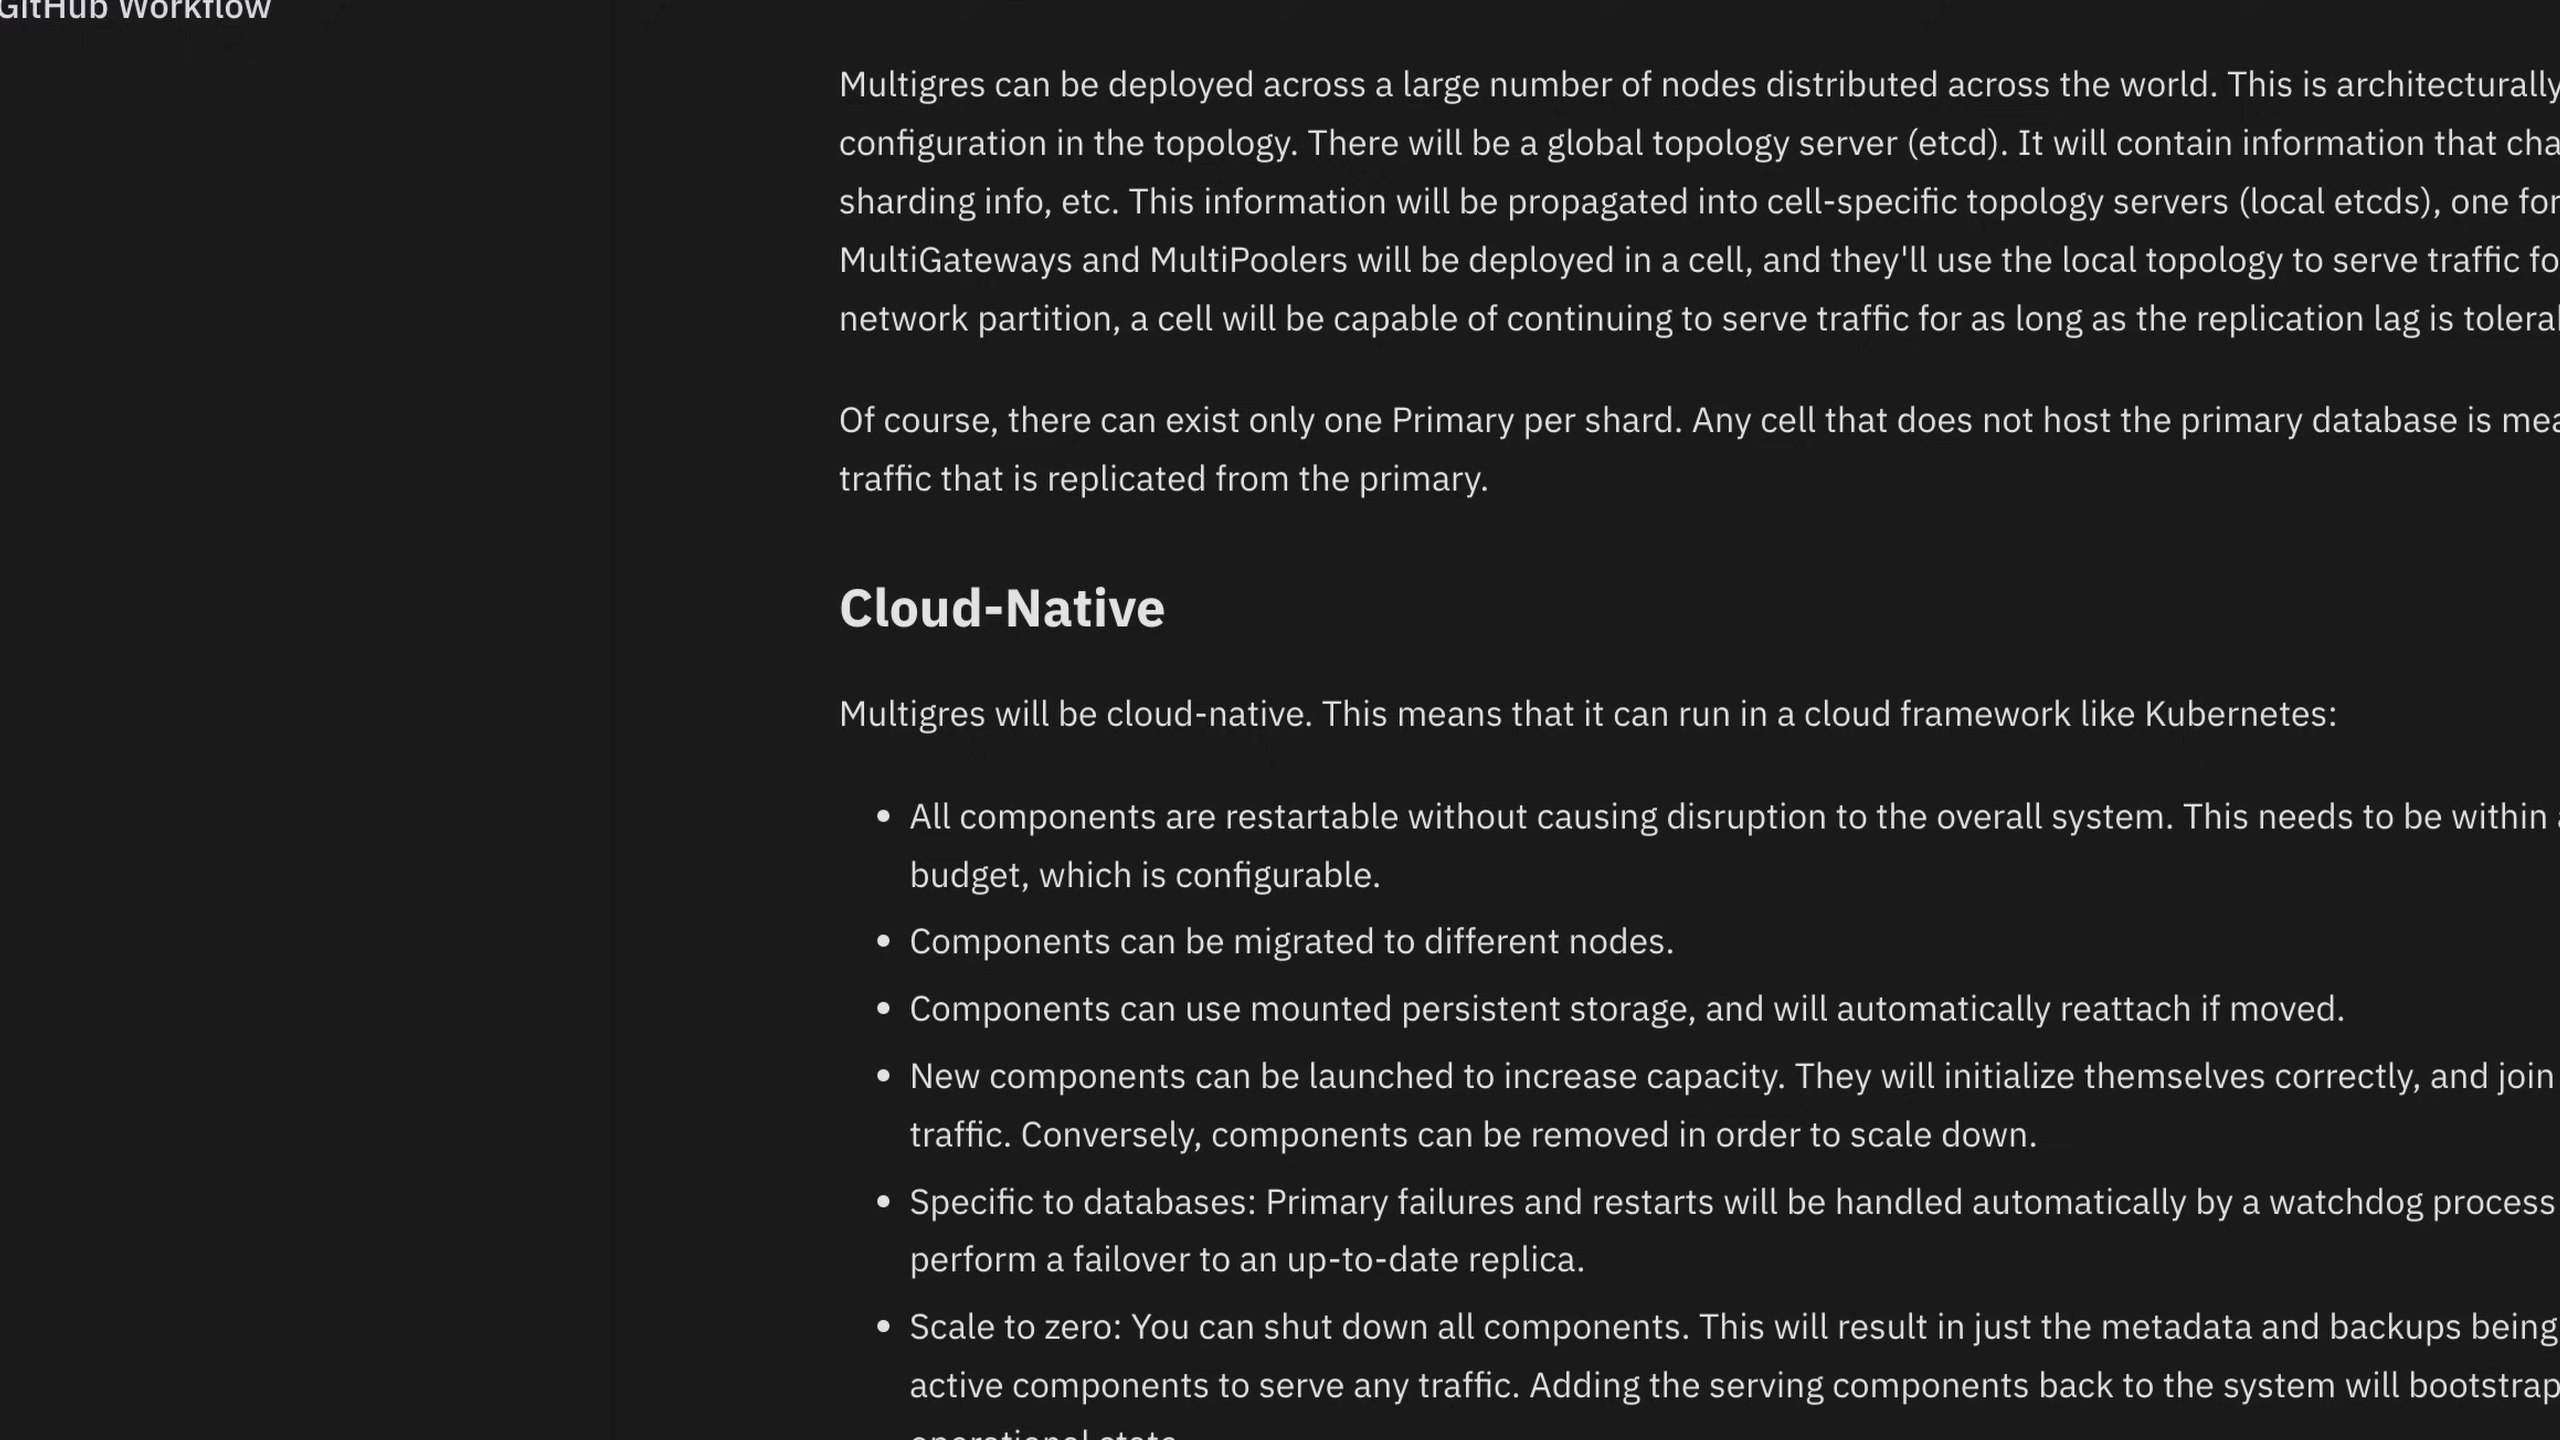 GitHub Workflow
Multigres can be deployed across a large number of nodes distributed across the world. This is architecturally
configuration in the topology. There will be a global topology server (etcd). It will contain information that cha
sharding info, etc. This information will be propagated into cell-specific topology servers (local etcds), one for
MultiGateways and MultiPoolers will be deployed in a cell, and they'll use the local topology to serve traffic fo
network partition, a cell will be capable of continuing to serve traffic for as long as the replication lag is tolera
Of course, there can exist only one Primary per shard. Any cell that does not host the primary database is mea
traffic that is replicated from the primary.
Cloud-Native
Multigres will be cloud-native. This means that it can run in a cloud framework like Kubernetes:
• All components are restartable without causing disruption to the overall system. This needs to be within a
budget, which is configurable.
• Components can be migrated to different nodes.
• Components can use mounted persistent storage, and will automatically reattach if moved.
• New components can be launched to increase capacity. They will initialize themselves correctly, and join
traffic. Conversely, components can be removed in order to scale down.
• Specific to databases: Primary failures and restarts will be handled automatically by a watchdog process
perform a failover to an up-to-date replica.
• Scale to zero: You can shut down all components. This will result in just the metadata and backups being
active components to serve any traffic. Adding the serving components back to the system will bootstrap
operational state.